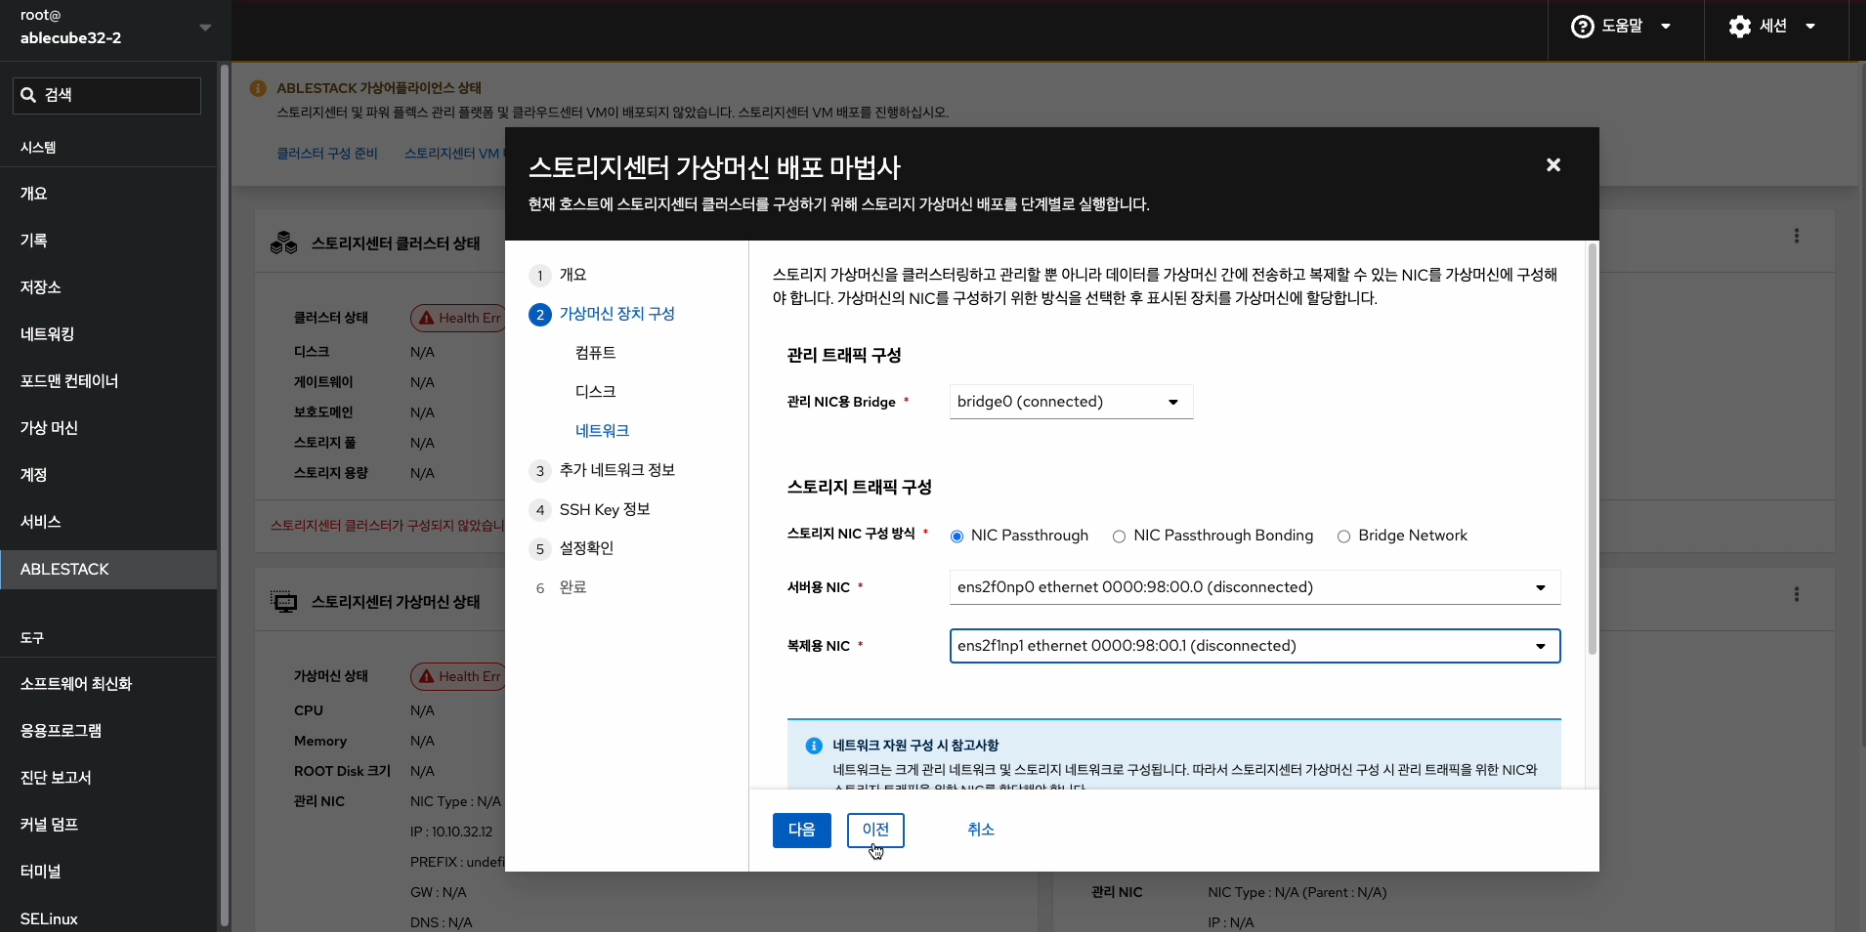 root@
ablecube32-2
도움말
세션
검색
시스템
개요
기록
저장소
네트워킹
포드맨 컨테이너
가상 머신
계정
서비스
ABLESTACK
도구
소프트웨어 최신화
응용프로그램
진단 보고서
커널 덤프
터미널
SELinux
ABLESTACK 가상어플라이언스 상태
스토리지센터 및 파워 플렉스 관리 플랫폼 및 클라우드센터 VM이 배포되지 않았습니다. 스토리지센터 VM 배포를 진행하십시오.
클러스터 구성 준비 스토리지센터 VM
스토리지센터 클러스터 상태
클러스터 상태 Health Err
디스크 N/A
게이트웨이 N/A
보호도메인 N/A
스토리지 풀 N/A
스토리지 용량 N/A
스토리지센터 클러스터가 구성되지 않았습니
스토리지센터 가상머신 상태
가상머신 상태 Health Err
CPU N/A
Memory N/A
ROOT Disk 크기 N/A
관리 NIC NIC Type : N/A
IP : 10.10.32.12
PREFIX : undefi
GW : N/A
DNS : N/A
스토리지센터 가상머신 배포 마법사
현재 호스트에 스토리지센터 클러스터를 구성하기 위해 스토리지 가상머신 배포를 단계별로 실행합니다.
1 개요
2 가상머신 장치 구성
컴퓨트
디스크
네트워크
3 추가 네트워크 정보
4 SSH Key 정보
5 설정확인
6 완료
스토리지 가상머신을 클러스터링하고 관리할 뿐 아니라 데이터를 가상머신 간에 전송하고 복제할 수 있는 NIC를 가상머신에 구성해
야 합니다. 가상머신의 NIC를 구성하기 위한 방식을 선택한 후 표시된 장치를 가상머신에 할당합니다.
관리 트래픽 구성
관리 NIC용 Bridge * bridge0 (connected)
스토리지 트래픽 구성
스토리지 NIC 구성 방식 * NIC Passthrough NIC Passthrough Bonding Bridge Network
서버용 NIC * ens2f0np0 ethernet 0000:98:00.0 (disconnected)
복제용 NIC * ens2f1np1 ethernet 0000:98:00.1 (disconnected)
네트워크 자원 구성 시 참고사항
네트워크는 크게 관리 네트워크 및 스토리지 네트워크로 구성됩니다. 따라서 스토리지센터 가상머신 구성 시 관리 트래픽을 위한 NIC와
스토리지 트래픽을 위한 NIC를 할당해야 합니다.
다음 이전 취소
관리 NIC NIC Type : N/A (Parent : N/A)
IP : N/A